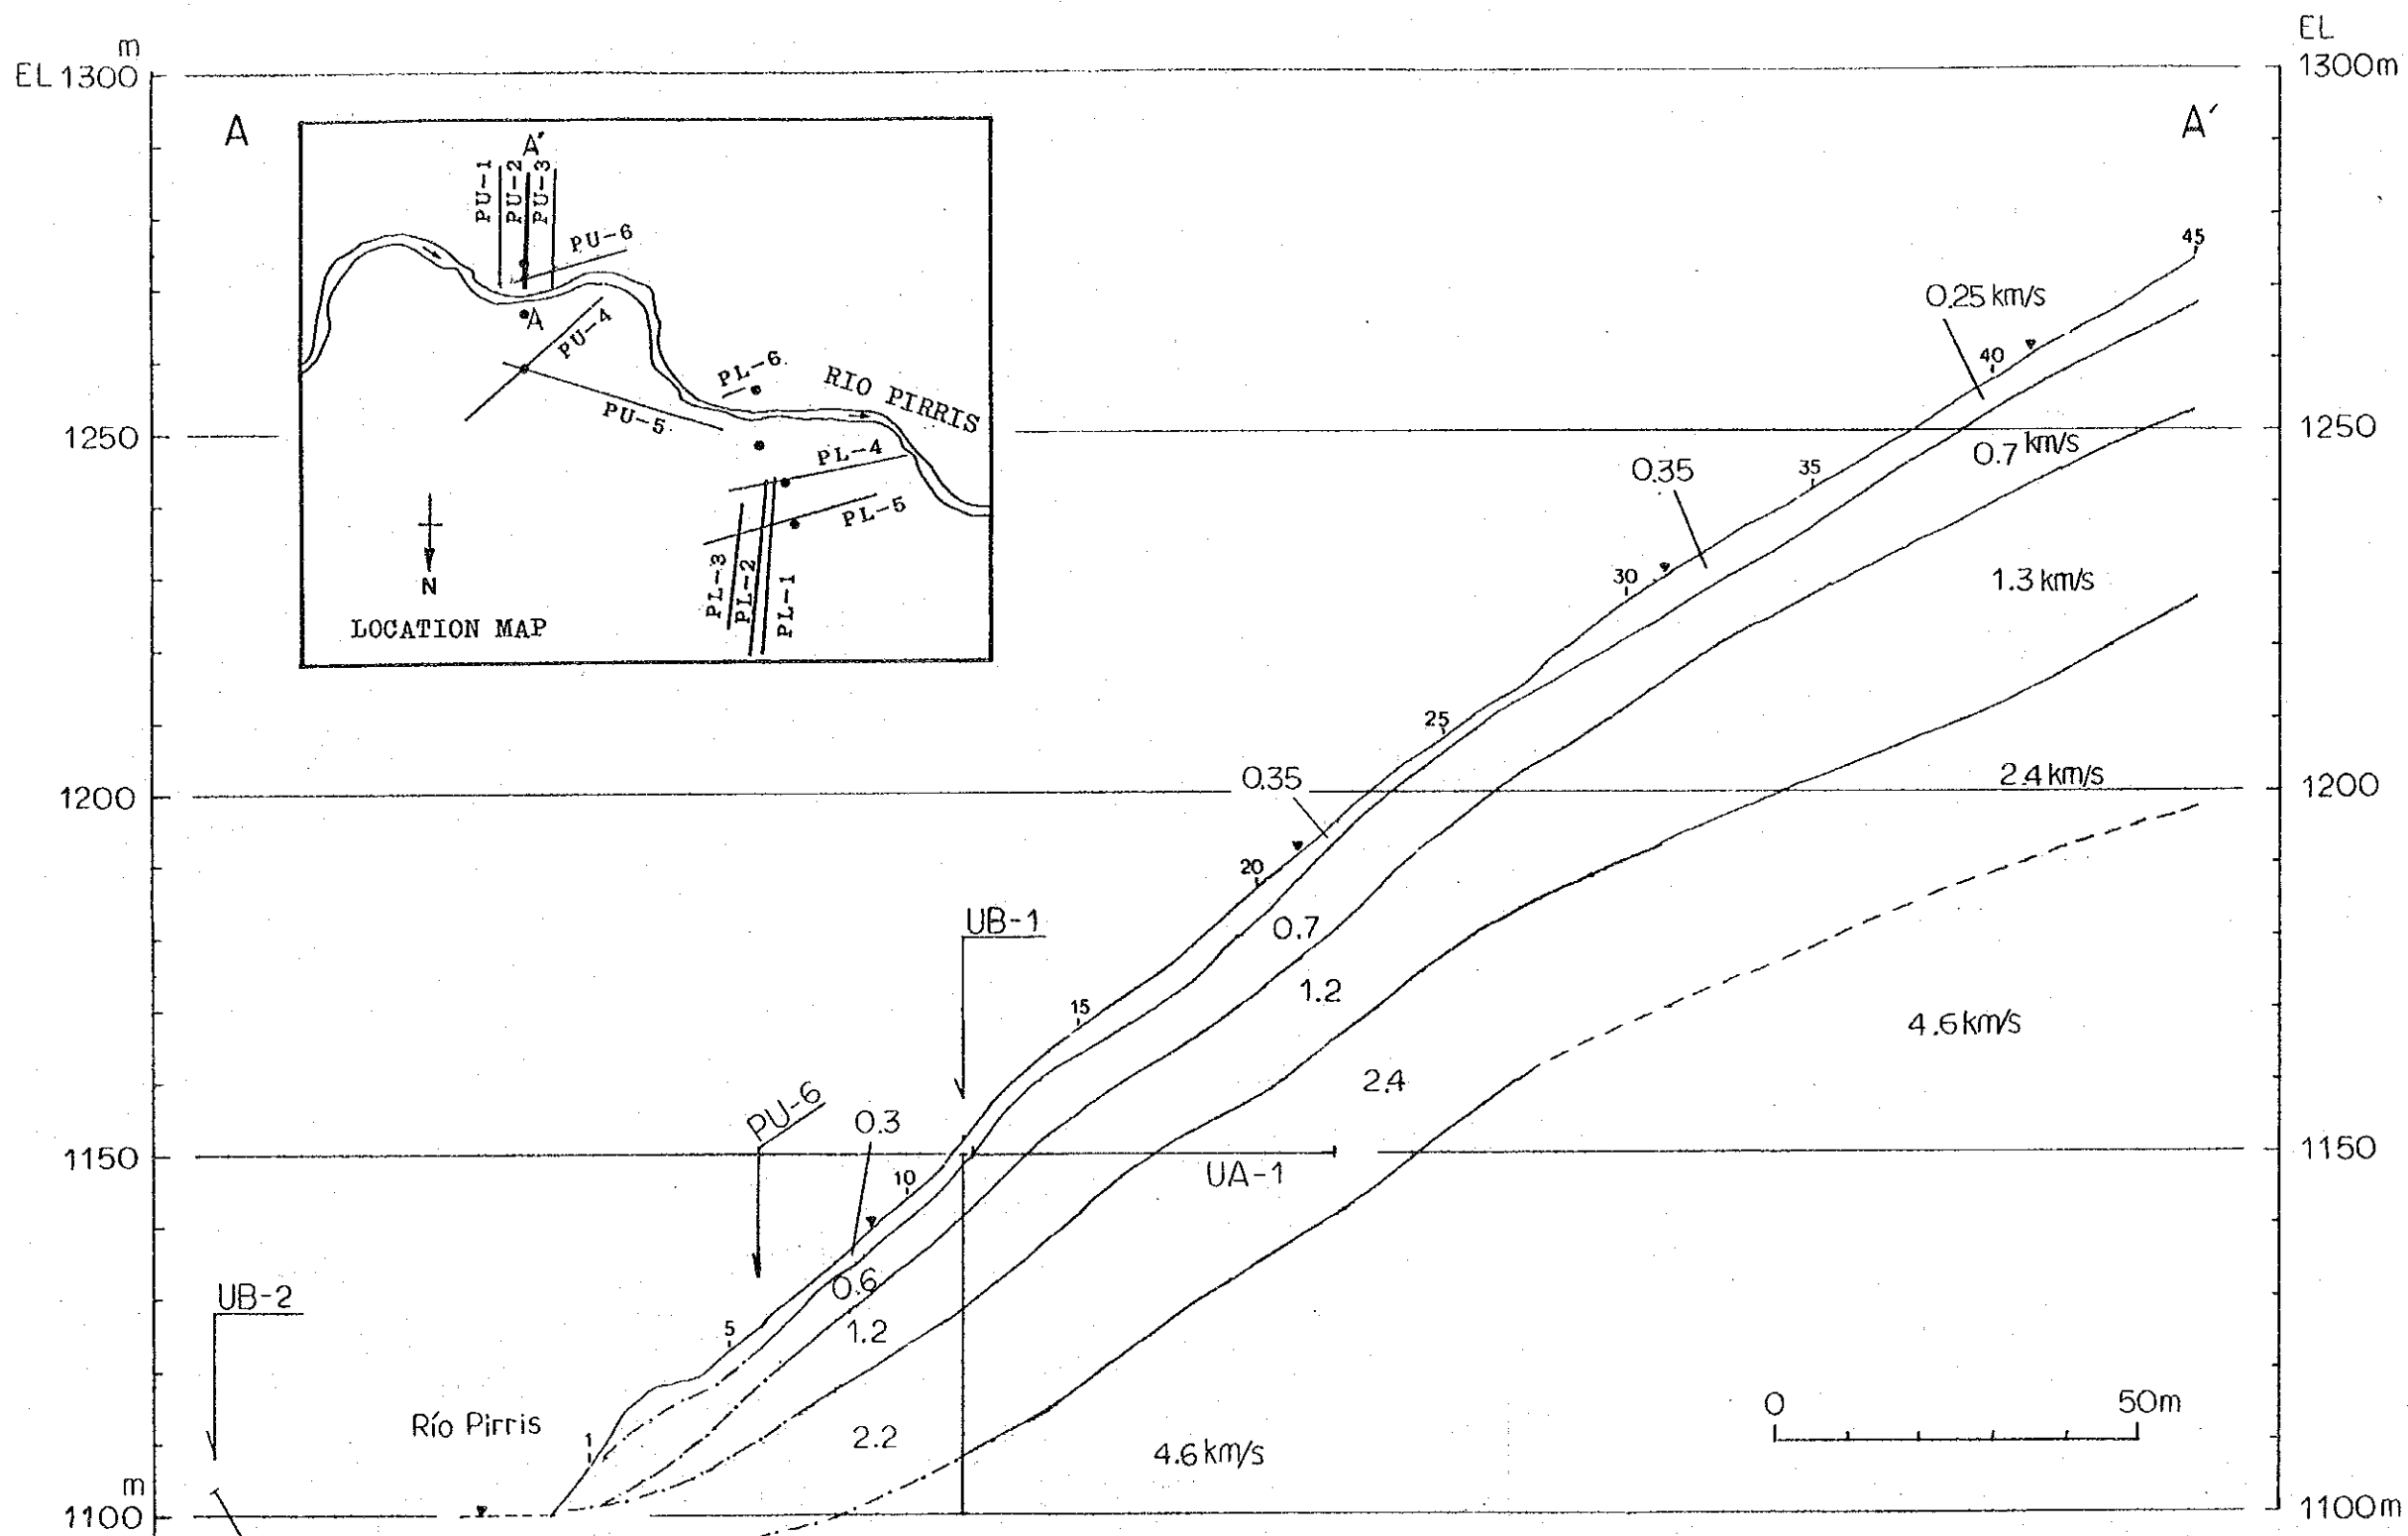 m
EL 1300
EL
1300m
A
A'
A'
PU-1
PU-2
PU-3
PU-6
A
PU-4
PU-5
PL-6
RIO PIRRIS
PL-4
PL-5
PL-3
PL-2
PL-1
N
LOCATION MAP
45
0.25 km/s
40
1250
1250
0.7 km/s
0.35
35
30
1.3 km/s
25
0.35
2.4 km/s
1200
1200
20
UB-1
0.7
1.2
15
4.6 km/s
2.4
PU-6
0.3
1150
1150
10
UA-1
0.6
UB-2
5
1.2
0
50m
Río Pirris
1
2.2
4.6 km/s
m
1100
1100m